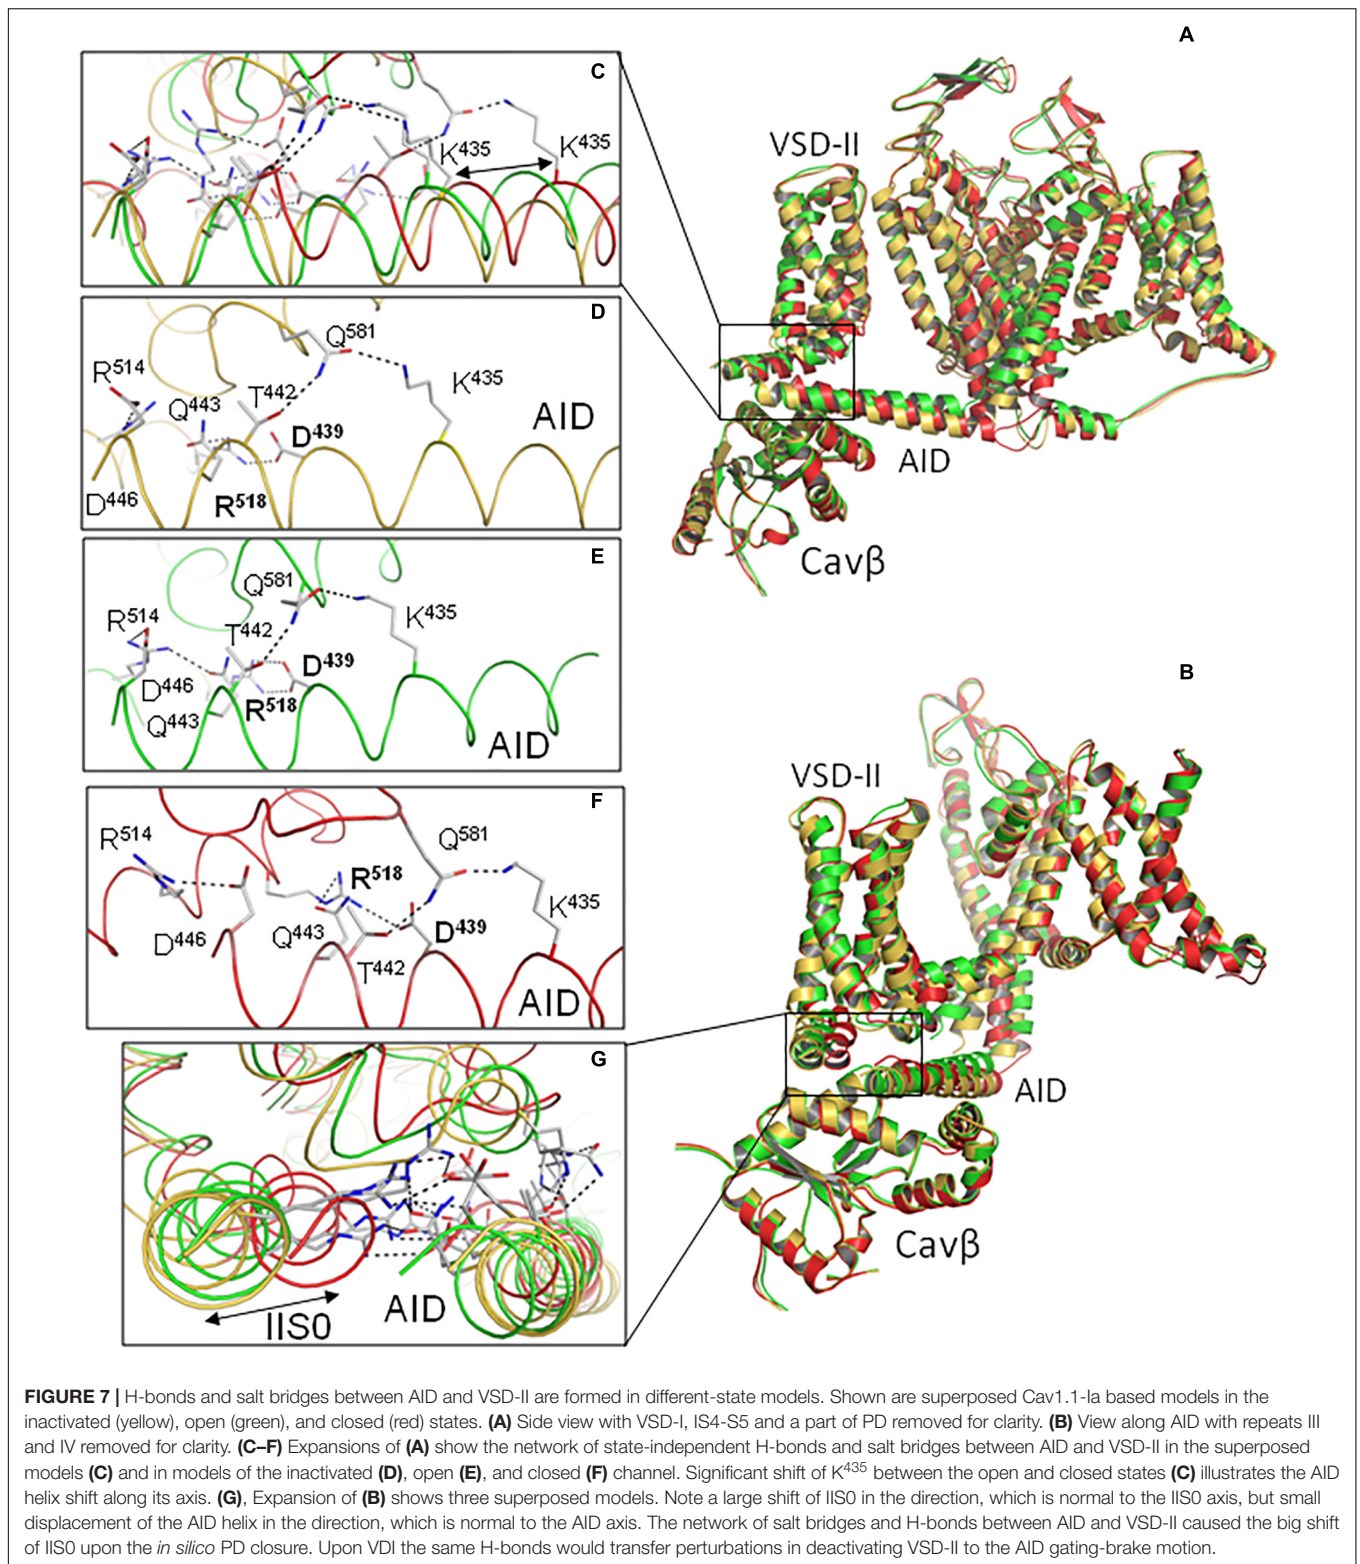 A
VSD-II
AID
Cavβ
C
K435
K435
D
Q581
R514
T442
Q443
K435
AID
D439
D446
R518
E
Q581
R514
T442
K435
D439
D446
R518
Q443
AID
F
R514
Q581
R518
K435
D446
Q443
D439
T442
AID
B
VSD-II
AID
Cavβ
G
AID
IIS0
FIGURE 7 | H-bonds and salt bridges between AID and VSD-II are formed in different-state models. Shown are superposed Cav1.1-Ia based models in the
inactivated (yellow), open (green), and closed (red) states. (A) Side view with VSD-I, IS4-S5 and a part of PD removed for clarity. (B) View along AID with repeats III
and IV removed for clarity. (C–F) Expansions of (A) show the network of state-independent H-bonds and salt bridges between AID and VSD-II in the superposed
models (C) and in models of the inactivated (D), open (E), and closed (F) channel. Significant shift of K435 between the open and closed states (C) illustrates the AID
helix shift along its axis. (G), Expansion of (B) shows three superposed models. Note a large shift of IIS0 in the direction, which is normal to the IIS0 axis, but small
displacement of the AID helix in the direction, which is normal to the AID axis. The network of salt bridges and H-bonds between AID and VSD-II caused the big shift
of IIS0 upon the in silico PD closure. Upon VDI the same H-bonds would transfer perturbations in deactivating VSD-II to the AID gating-brake motion.